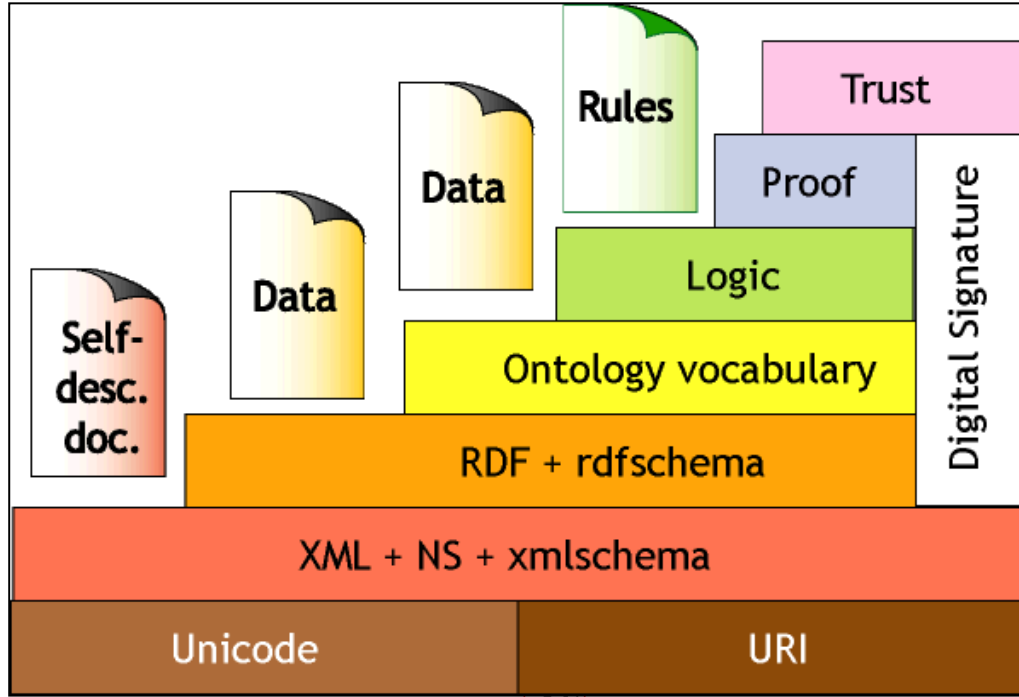 Rules
Trust
Data
Proof
Data
Logic
Self-
desc.
doc.
Ontology vocabulary
Digital Signature
RDF + rdfschema
XML + NS + xmlschema
Unicode
URI